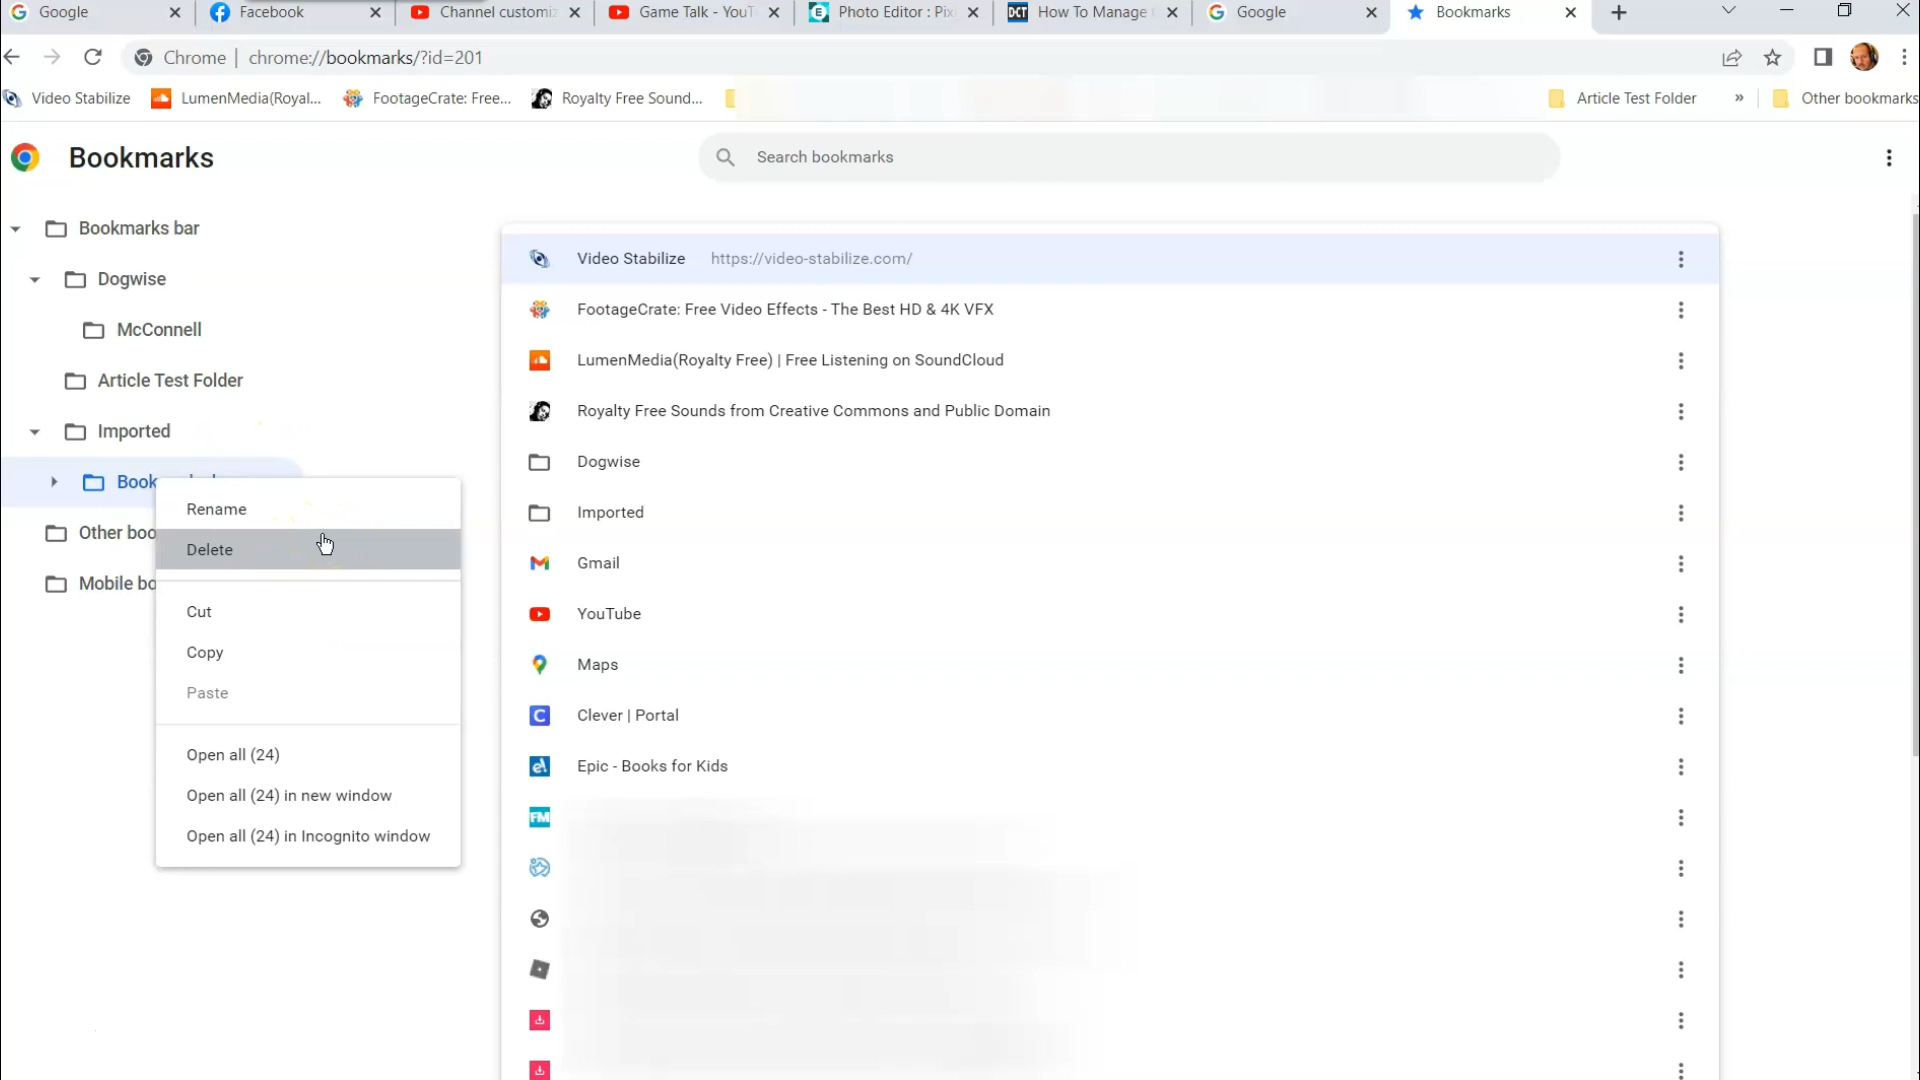 Google Facebook Channel customi Game Talk - YouT Photo Editor : Pix DCT How To Manage Google Bookmarks
Chrome | chrome://bookmarks/?id=201
Video Stabilize LumenMedia(Royal... FootageCrate: Free... Royalty Free Sound... Article Test Folder » Other bookmarks
Bookmarks
Search bookmarks
Bookmarks bar
Dogwise
McConnell
Article Test Folder
Imported
Book
Other boo
Mobile bo
Rename
Delete
Cut
Copy
Paste
Open all (24)
Open all (24) in new window
Open all (24) in Incognito window
Video Stabilize https://video-stabilize.com/
FootageCrate: Free Video Effects - The Best HD & 4K VFX
LumenMedia(Royalty Free) | Free Listening on SoundCloud
Royalty Free Sounds from Creative Commons and Public Domain
Dogwise
Imported
Gmail
YouTube
Maps
Clever | Portal
Epic - Books for Kids
FM